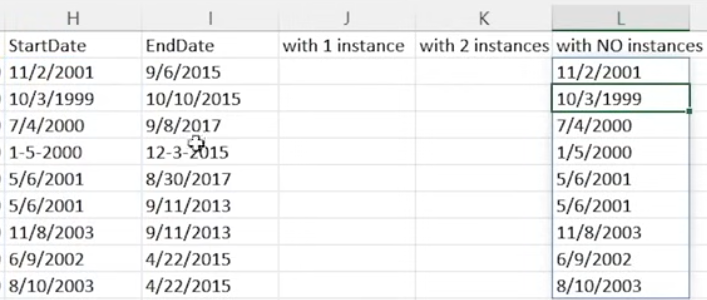 H I J K L
StartDate EndDate with 1 instance with 2 instances with NO instances
11/2/2001 9/6/2015 11/2/2001
10/3/1999 10/10/2015 10/3/1999
7/4/2000 9/8/2017 7/4/2000
1-5-2000 12-3-2015 1/5/2000
5/6/2001 8/30/2017 5/6/2001
5/6/2001 9/11/2013 5/6/2001
11/8/2003 9/11/2013 11/8/2003
6/9/2002 4/22/2015 6/9/2002
8/10/2003 4/22/2015 8/10/2003